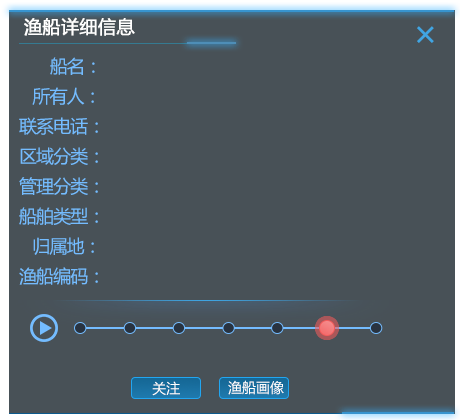 渔船详细信息
船名：
所有人：
联系电话：
区域分类：
管理分类：
船舶类型：
归属地：
渔船编码：
关注 渔船画像